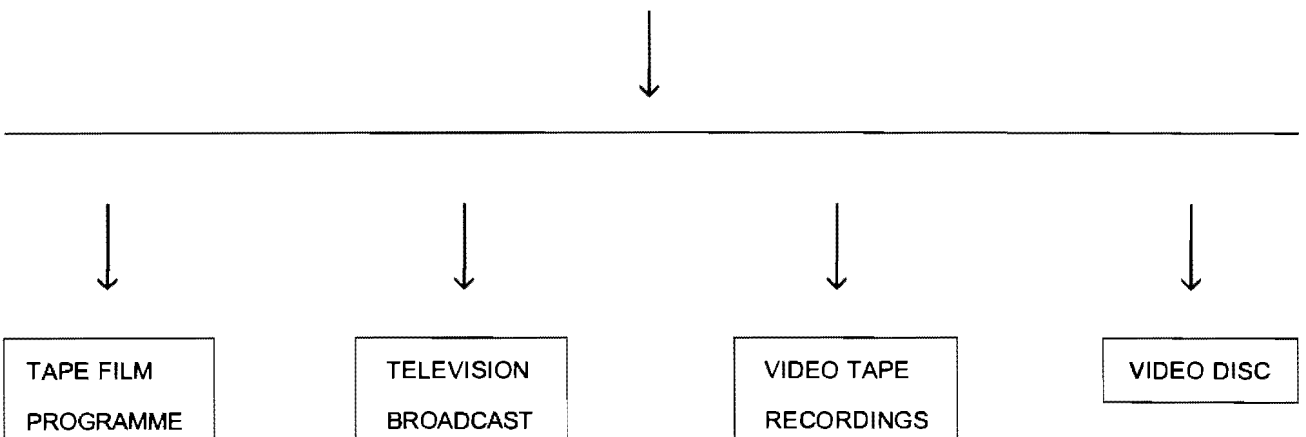 TAPE FILM
PROGRAMME
TELEVISION
BROADCAST
VIDEO TAPE
RECORDINGS
VIDEO DISC